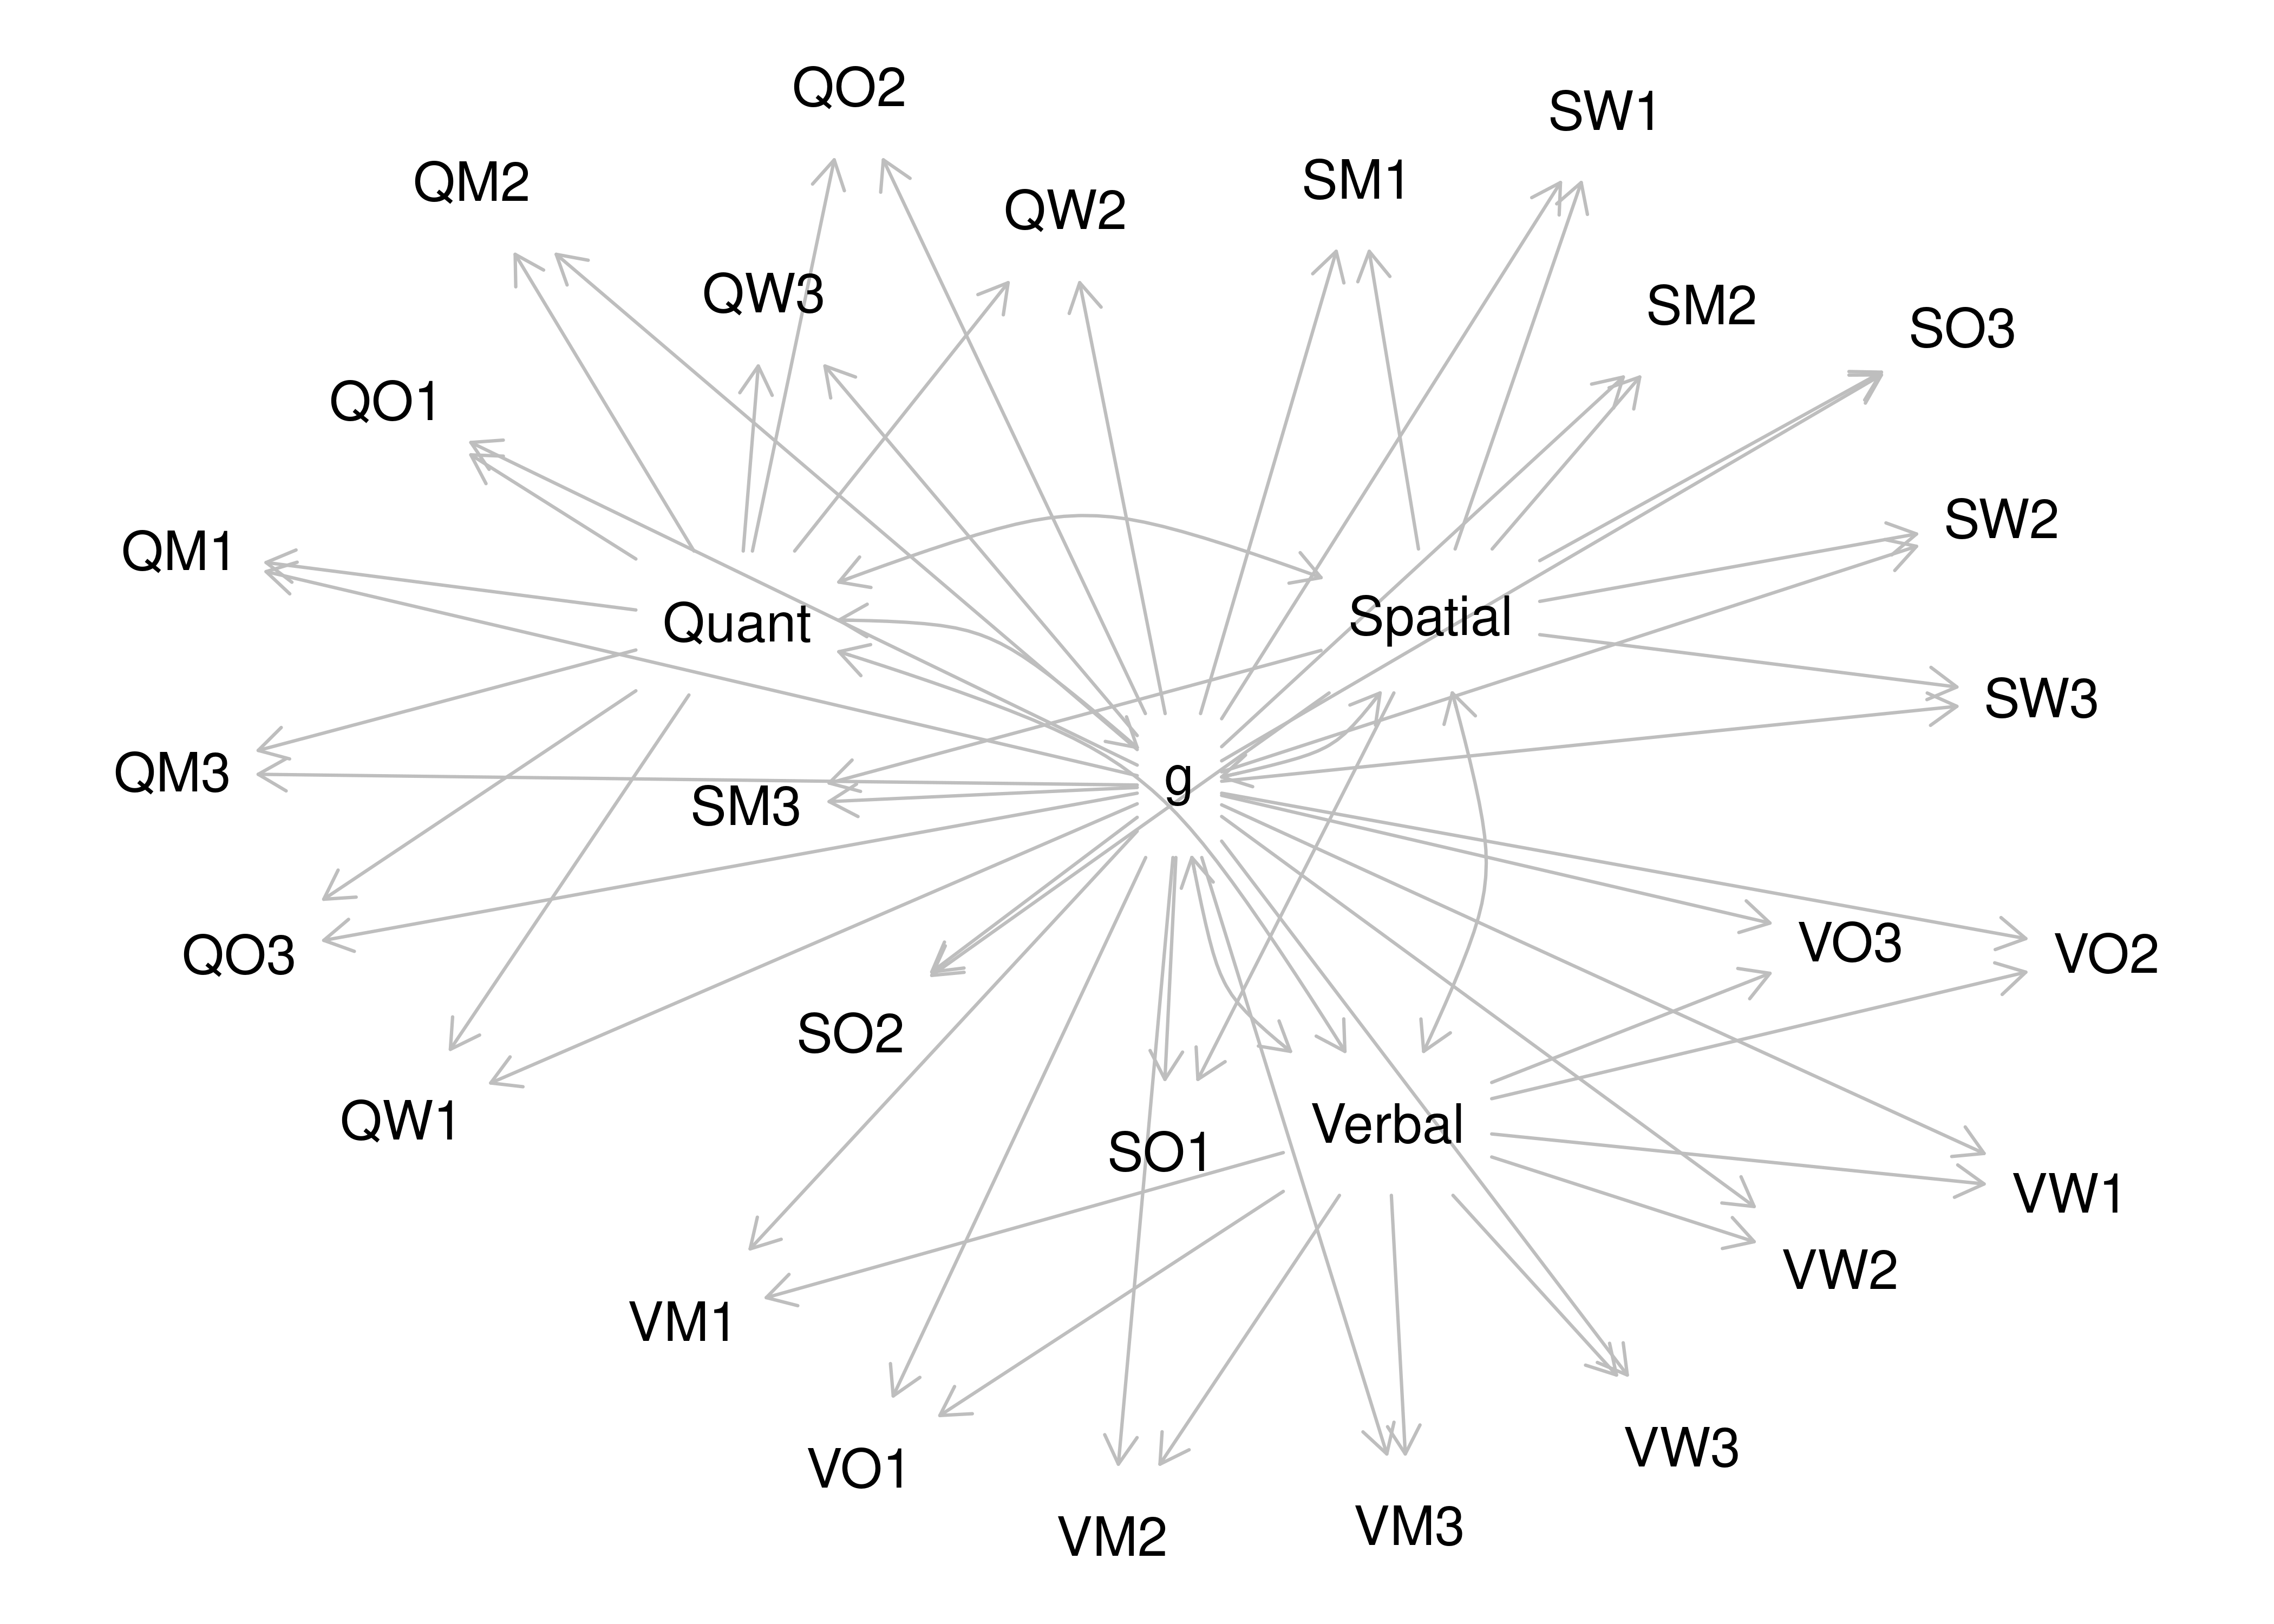 QO2
SW1
QM2
SM1
QW2
QW3
SM2
SO3
QO1
SW2
QM1
Quant
Spatial
SW3
QM3
g
SM3
VO3
VO2
QO3
SO2
QW1
Verbal
SO1
VW1
VW2
VM1
VW3
VO1
VM3
VM2